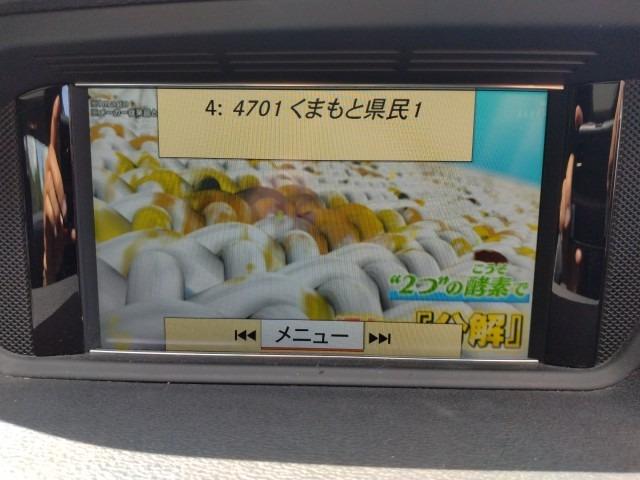 4: 4701 くまもと県民1
こうそ
“2つ”の酵素で
『分解』
メニュー